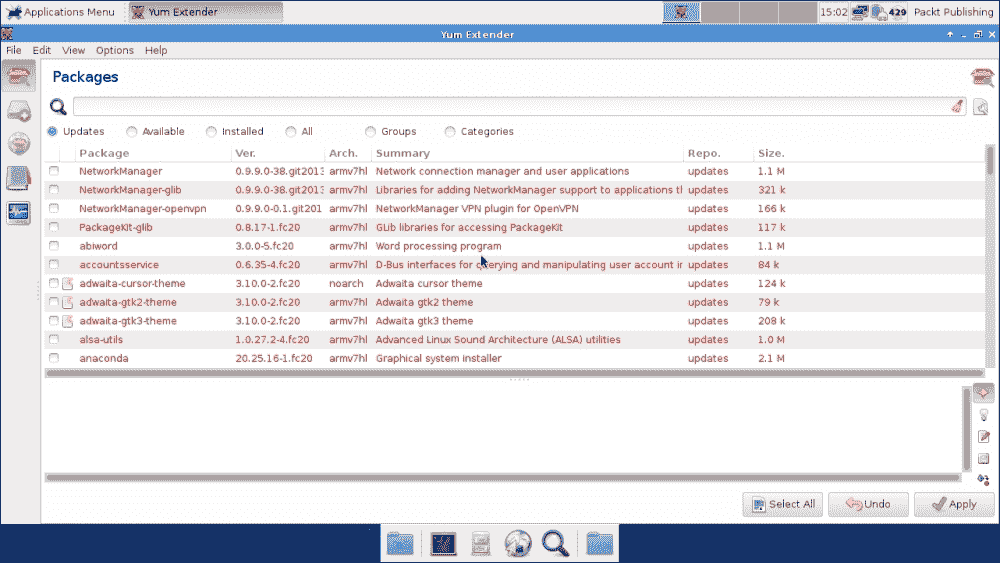 Applications Menu Yum Extender 15:02 429 Packt Publishing
Yum Extender
File Edit View Options Help
Packages
Updates Available Installed All Groups Categories
Package Ver. Arch. Summary Repo. Size.
NetworkManager 0.9.9.0-38.git2013 armv7hl Network connection manager and user applications updates 1.1 M
NetworkManager-glib 0.9.9.0-38.git2013 armv7hl Libraries for adding NetworkManager support to applications th updates 321 k
NetworkManager-openvpn 0.9.9.0-0.1.git201 armv7hl NetworkManager VPN plugin for OpenVPN updates 166 k
PackageKit-glib 0.8.17-1.fc20 armv7hl GLib libraries for accessing PackageKit updates 117 k
abiword 3.0.0-5.fc20 armv7hl Word processing program updates 1.1 M
accountsservice 0.6.35-4.fc20 armv7hl D-Bus interfaces for querying and manipulating user account ir updates 84 k
adwaita-cursor-theme 3.10.0-2.fc20 noarch Adwaita cursor theme updates 124 k
adwaita-gtk2-theme 3.10.0-2.fc20 armv7hl Adwaita gtk2 theme updates 79 k
adwaita-gtk3-theme 3.10.0-2.fc20 armv7hl Adwaita gtk3 theme updates 208 k
alsa-utils 1.0.27.2-4.fc20 armv7hl Advanced Linux Sound Architecture (ALSA) utilities updates 1.0 M
anaconda 20.25.16-1.fc20 armv7hl Graphical system installer updates 2.1 M
Select All Undo Apply